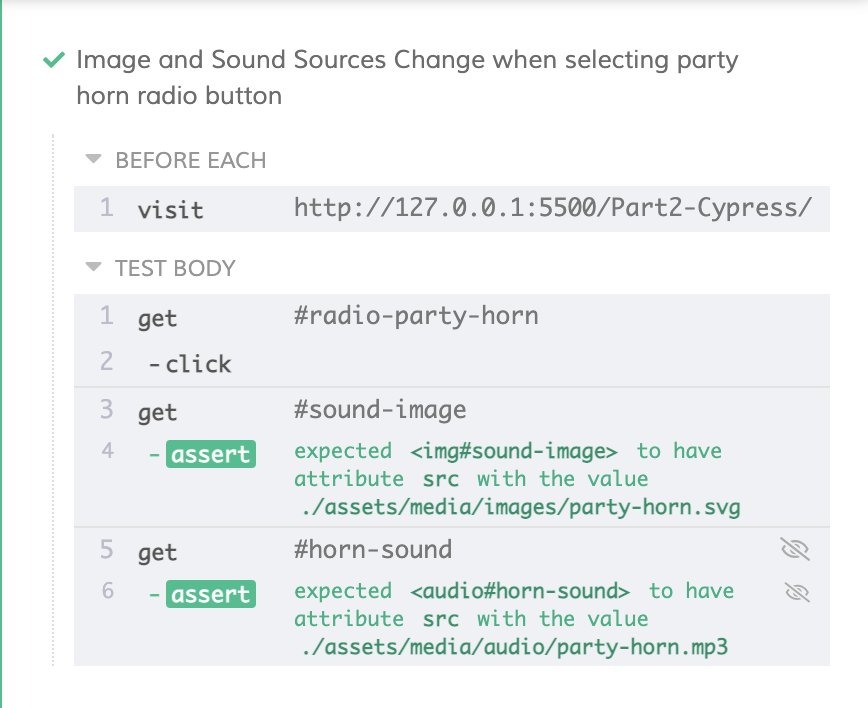 Image and Sound Sources Change when selecting party
horn radio button
BEFORE EACH
1 visit http://127.0.0.1:5500/Part2-Cypress/
TEST BODY
1 get #radio-party-horn
2 -click
3 get #sound-image
4 -assert expected <img#sound-image> to have
attribute src with the value
./assets/media/images/party-horn.svg
5 get #horn-sound
6 -assert expected <audio#horn-sound> to have
attribute src with the value
./assets/media/audio/party-horn.mp3